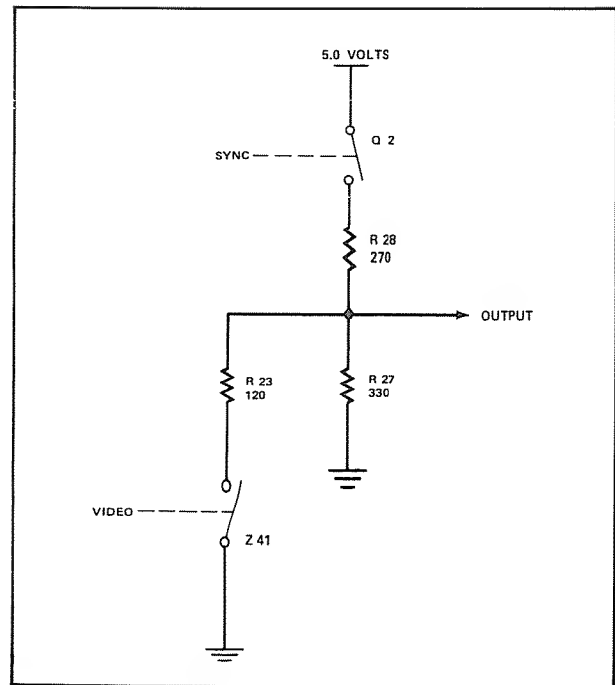 5.0 VOLTS
Q 2
SYNC
R 28
270
OUTPUT
R 23
120
R 27
330
VIDEO
Z 41